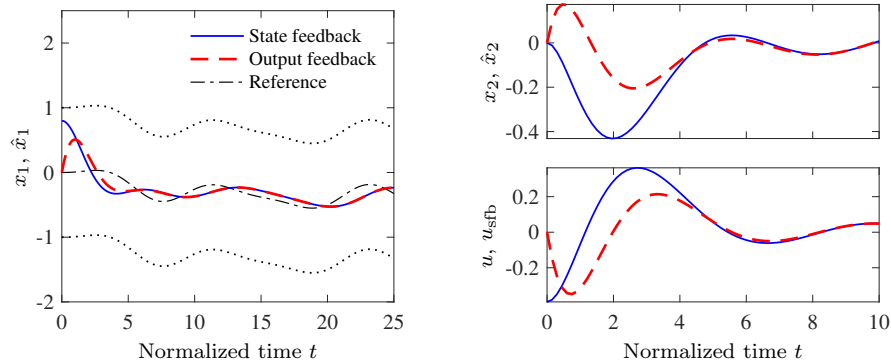 2
1
0
-1
-2
0
5
10
15
20
25
x₁, x̂₁
Normalized time t
State feedback
Output feedback
Reference
0
-0.2
-0.4
x₂, x̂₂
0.2
0
-0.2
u, u_sfb
0
2
4
6
8
10
Normalized time t